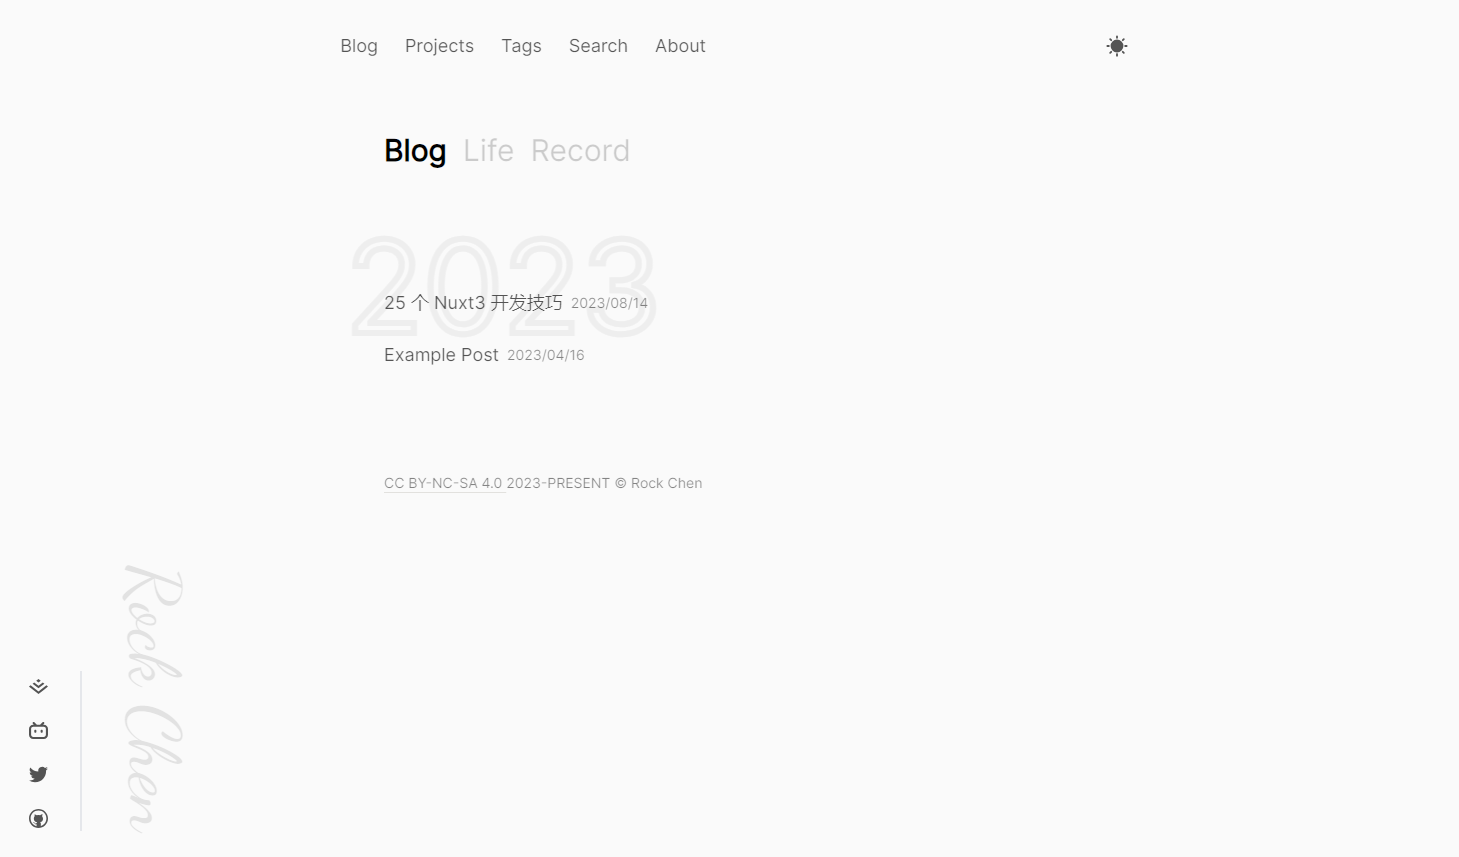 Blog Projects Tags Search About
Blog Life Record
2023
25 个 Nuxt3 开发技巧 2023/08/14
Example Post 2023/04/16
CC BY-NC-SA 4.0 2023-PRESENT © Rock Chen
Rock Chen